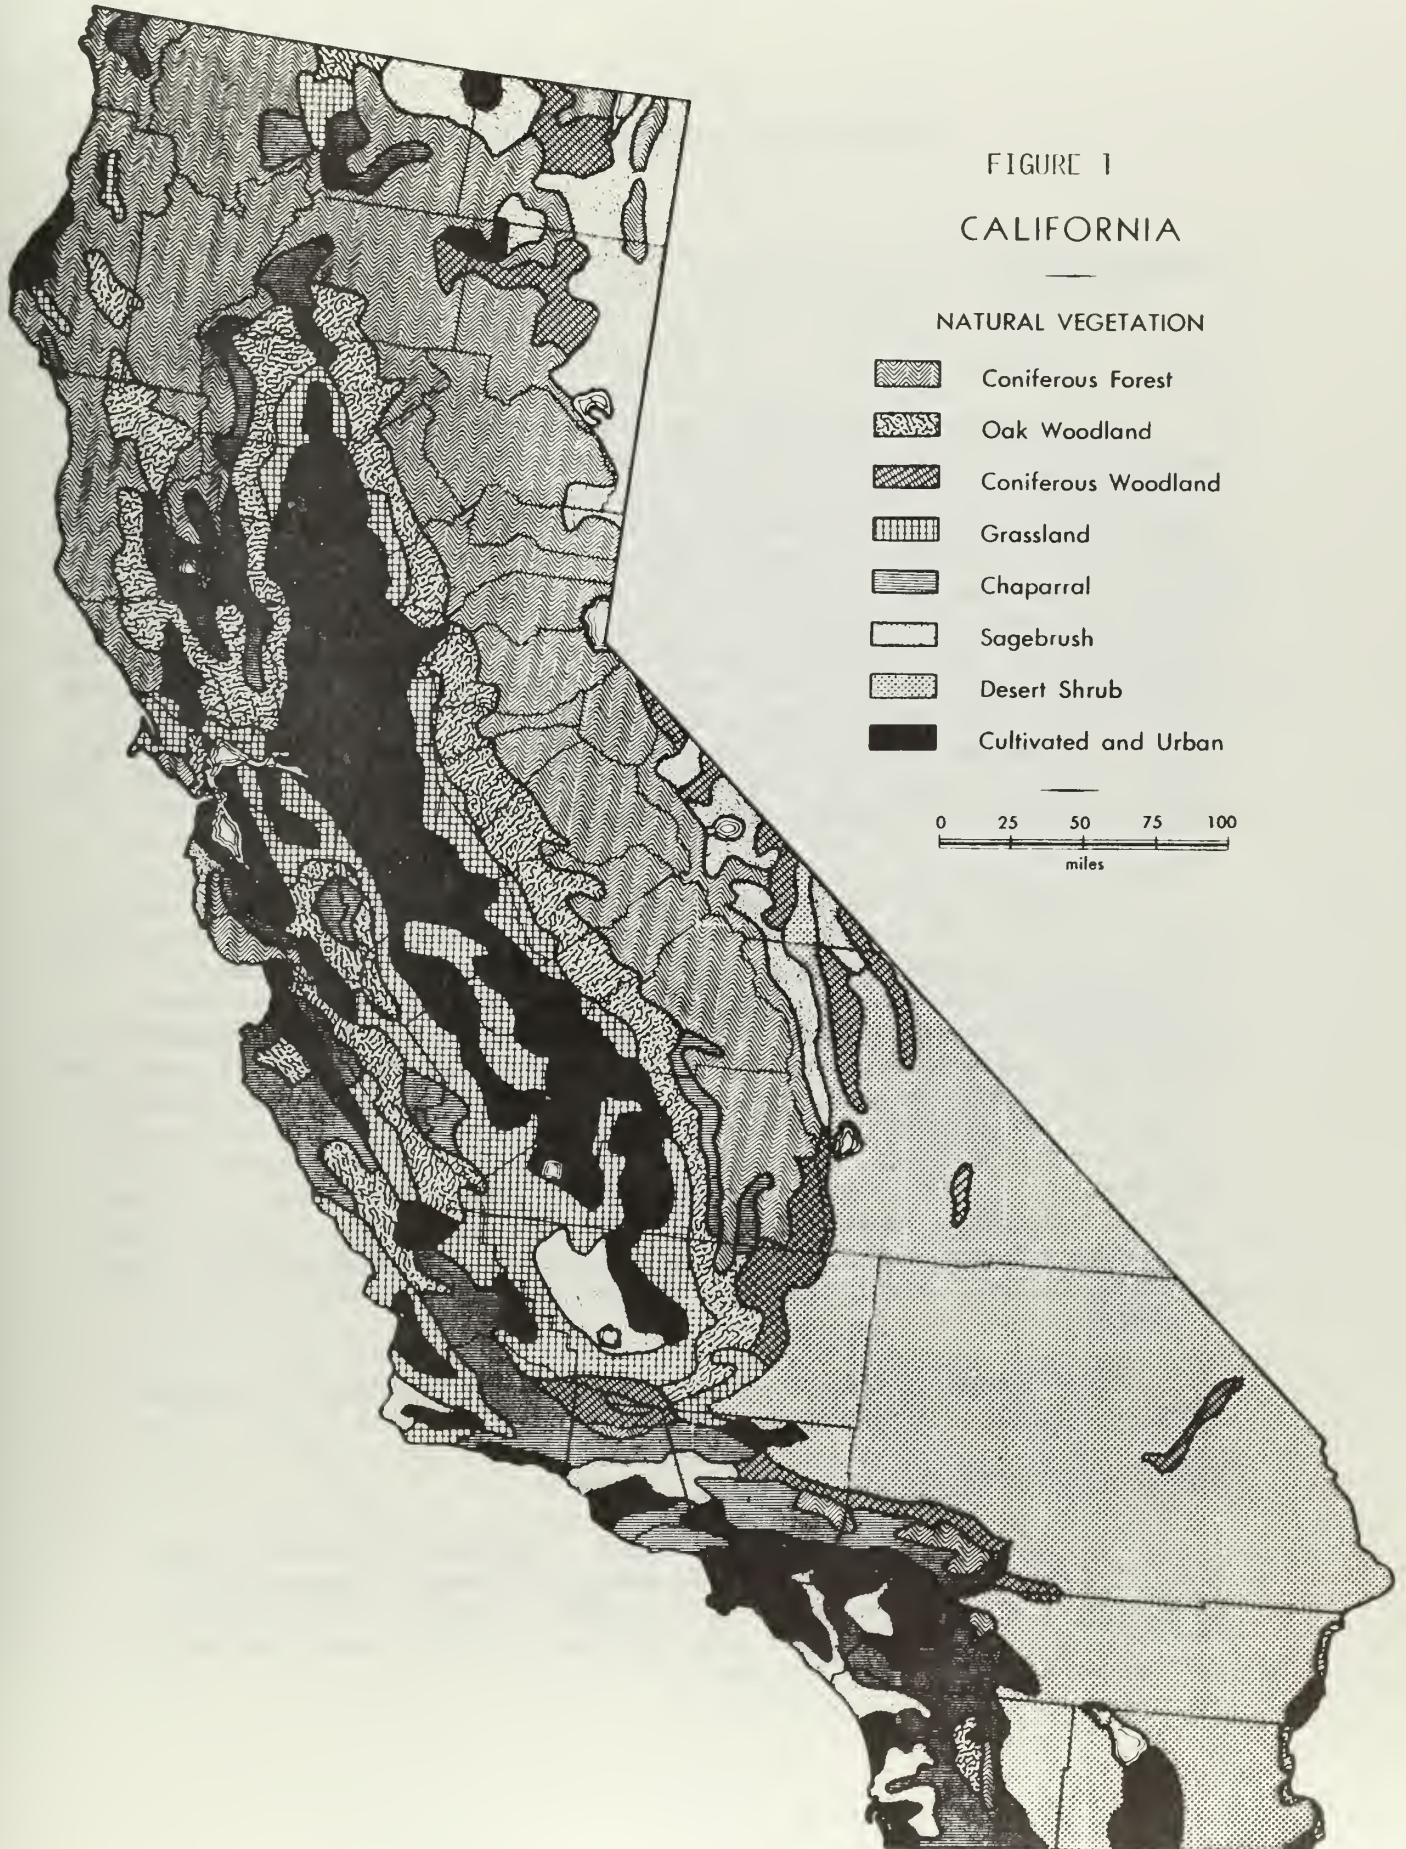 FIGURE 1
CALIFORNIA
NATURAL VEGETATION
Coniferous Forest
Oak Woodland
Coniferous Woodland
Grassland
Chaparral
Sagebrush
Desert Shrub
Cultivated and Urban
0 25 50 75 100
miles